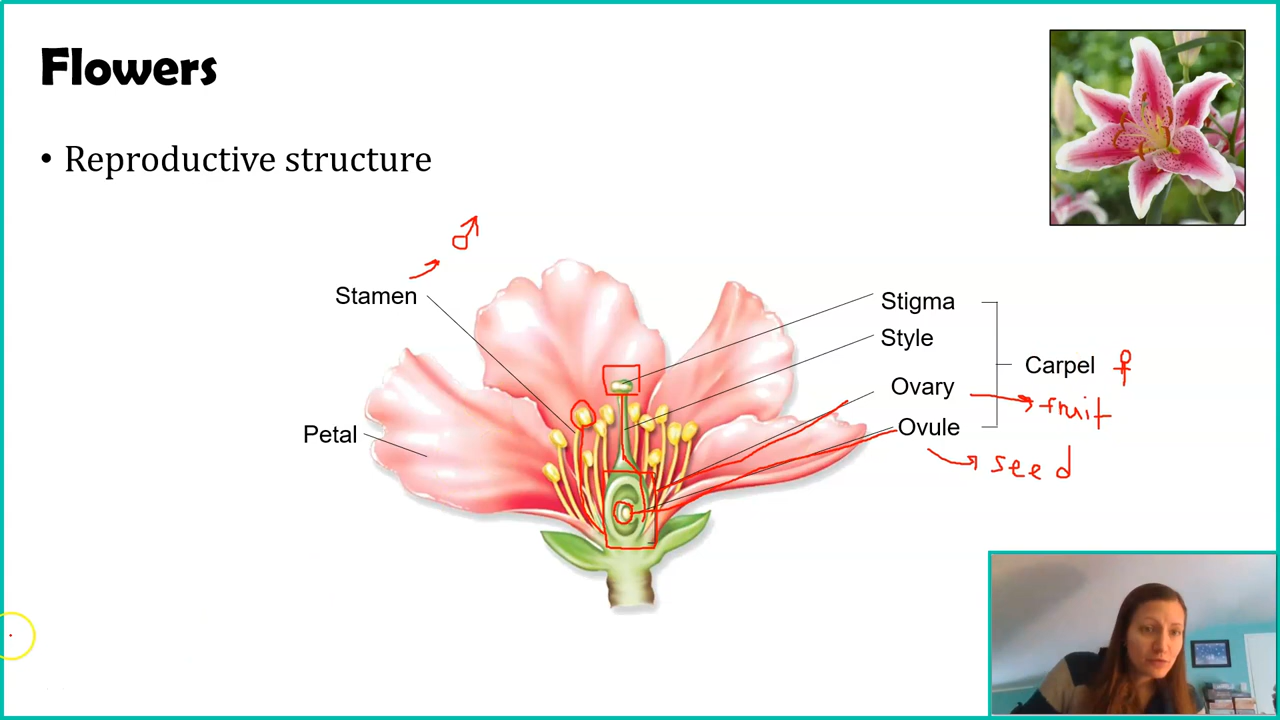 Flowers
• Reproductive structure
♂
Stamen
Petal
Stigma
Style
Ovary
Ovule
Carpel ♀
fruit
seed